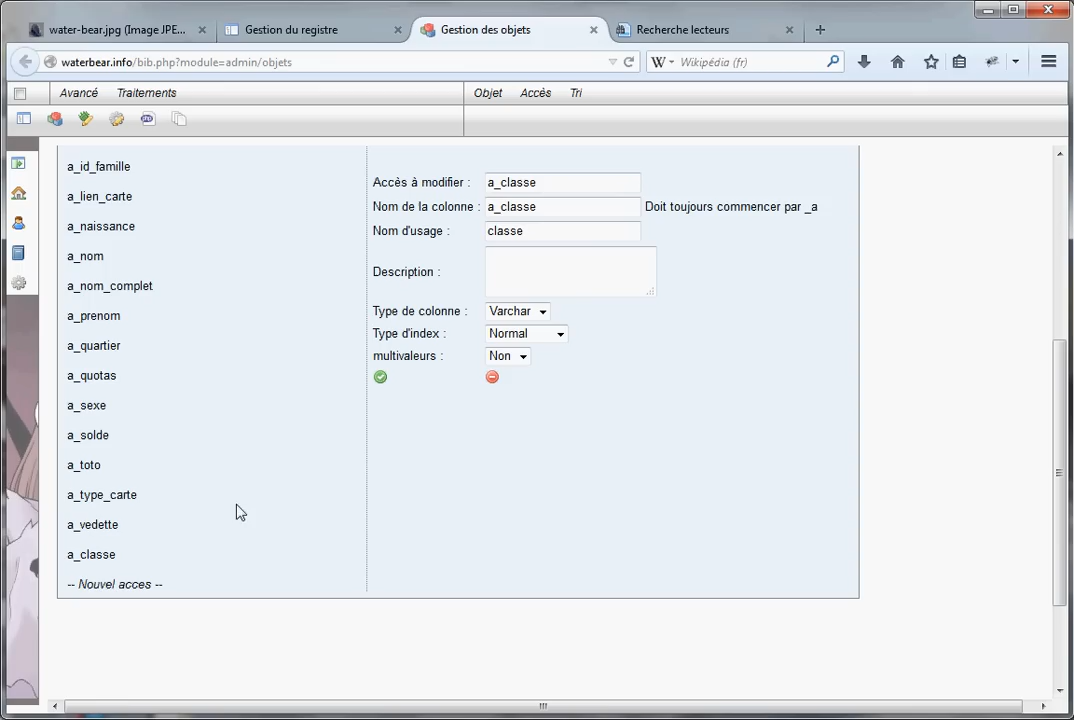 water-bear.jpg (Image JPE...
Gestion du registre
Gestion des objets
Recherche lecteurs
waterbear.info/bib.php?module=admin/objets
W
Wikipédia (fr)
Avancé Traitements
Objet Accès Tri
a_id_famille
a_lien_carte
a_naissance
a_nom
a_nom_complet
a_prenom
a_quartier
a_quotas
a_sexe
a_solde
a_toto
a_type_carte
a_vedette
a_classe
-- Nouvel acces --
Accès à modifier : a_classe
Nom de la colonne : a_classe Doit toujours commencer par _a
Nom d'usage : classe
Description :
Type de colonne : Varchar
Type d'index : Normal
multivaleurs : Non